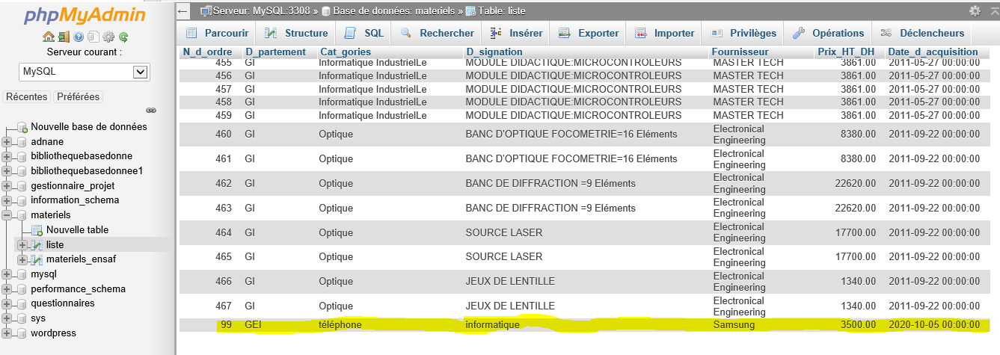 phpMyAdmin
Serveur courant :
MySQL
Récentes Préférées
Nouvelle base de données
adnane
bibliothequebasedonne
bibliothequebasedonnee1
gestionnaire_projet
information_schema
materiels
Nouvelle table
liste
materiels_ensaf
mysql
performance_schema
questionnaires
sys
wordpress
Serveur: MySQL:3308 » Base de données: materiels » Table: liste
Parcourir Structure SQL Rechercher Insérer Exporter Importer Privilèges Opérations Déclencheurs
N_d_ordre D_partement Cat_gories D_signation Fournisseur Prix_HT_DH Date_d_acquisition
455 GI Informatique IndustrielLe MODULE DIDACTIQUE:MICROCONTROLEURS MASTER TECH 3861.00 2011-05-27 00:00:00
456 GI Informatique IndustrielLe MODULE DIDACTIQUE:MICROCONTROLEURS MASTER TECH 3861.00 2011-05-27 00:00:00
457 GI Informatique IndustrielLe MODULE DIDACTIQUE:MICROCONTROLEURS MASTER TECH 3861.00 2011-05-27 00:00:00
458 GI Informatique IndustrielLe MODULE DIDACTIQUE:MICROCONTROLEURS MASTER TECH 3861.00 2011-05-27 00:00:00
459 GI Informatique IndustrielLe MODULE DIDACTIQUE:MICROCONTROLEURS MASTER TECH 3861.00 2011-05-27 00:00:00
460 GI Optique BANC D'OPTIQUE FOCOMETRIE=16 Eléments Electronical
Engineering 8380.00 2011-09-22 00:00:00
461 GI Optique BANC D'OPTIQUE FOCOMETRIE=16 Eléments Electronical
Engineering 8380.00 2011-09-22 00:00:00
462 GI Optique BANC DE DIFFRACTION =9 Eléments Electronical
Engineering 22620.00 2011-09-22 00:00:00
463 GI Optique BANC DE DIFFRACTION =9 Eléments Electronical
Engineering 22620.00 2011-09-22 00:00:00
464 GI Optique SOURCE LASER Electronical
Engineering 17700.00 2011-09-22 00:00:00
465 GI Optique SOURCE LASER Electronical
Engineering 17700.00 2011-09-22 00:00:00
466 GI Optique JEUX DE LENTILLE Electronical
Engineering 1340.00 2011-09-22 00:00:00
467 GI Optique JEUX DE LENTILLE Electronical
Engineering 1340.00 2011-09-22 00:00:00
99 GEI téléphone informatique Samsung 3500.00 2020-10-05 00:00:00